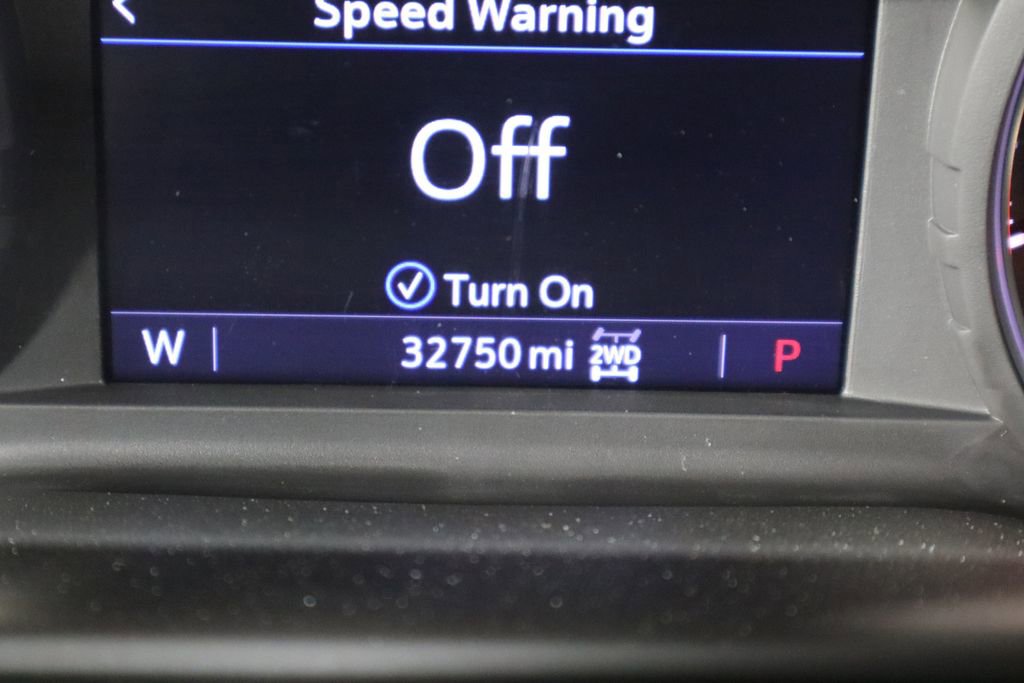 Speed Warning
Off
Turn On
W 32750 mi 2WD P